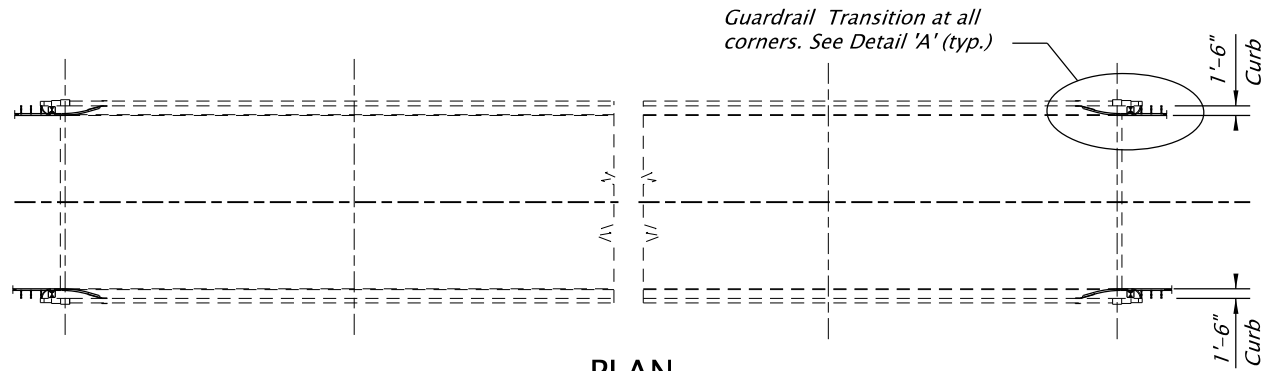 Guardrail Transition at all
corners. See Detail 'A' (typ.)
1'-6"
Curb
1'-6"
Curb
PLAN